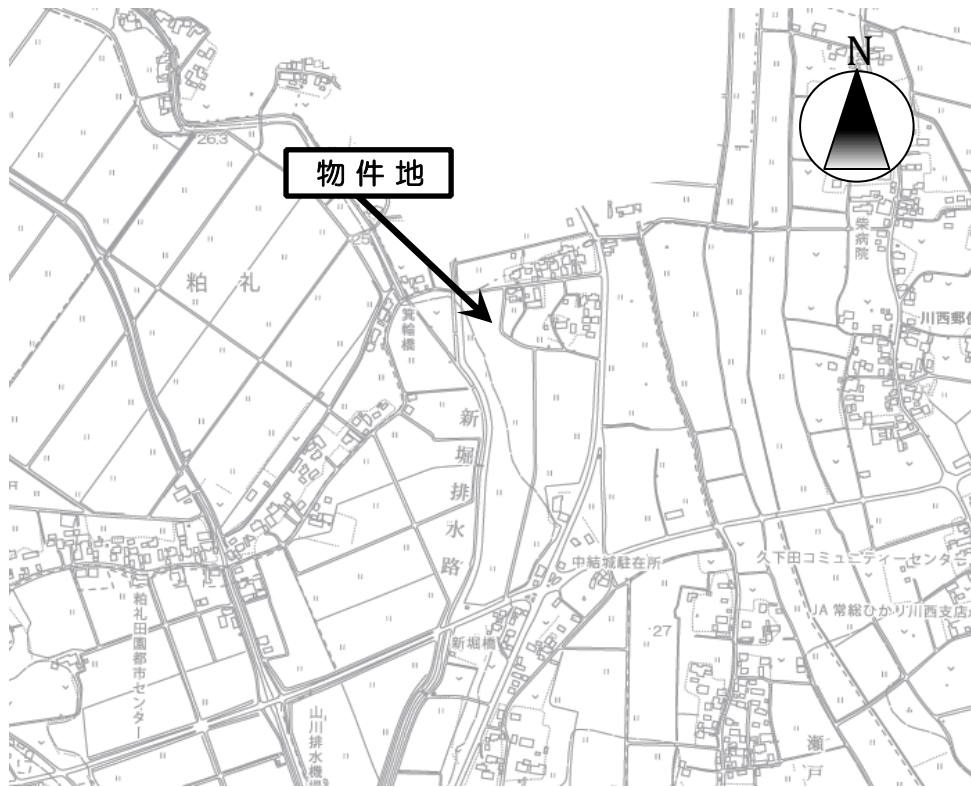 N
26.3
物件地
柴病院
25
粕礼
箕輪橋
川西郵便
新堀排水路
中結城駐在所
久下田コミュニティーセンター
JA常総ひかり川西支店
27
新堀橋
粕礼田園都市センター
山川排水機場
瀬戸